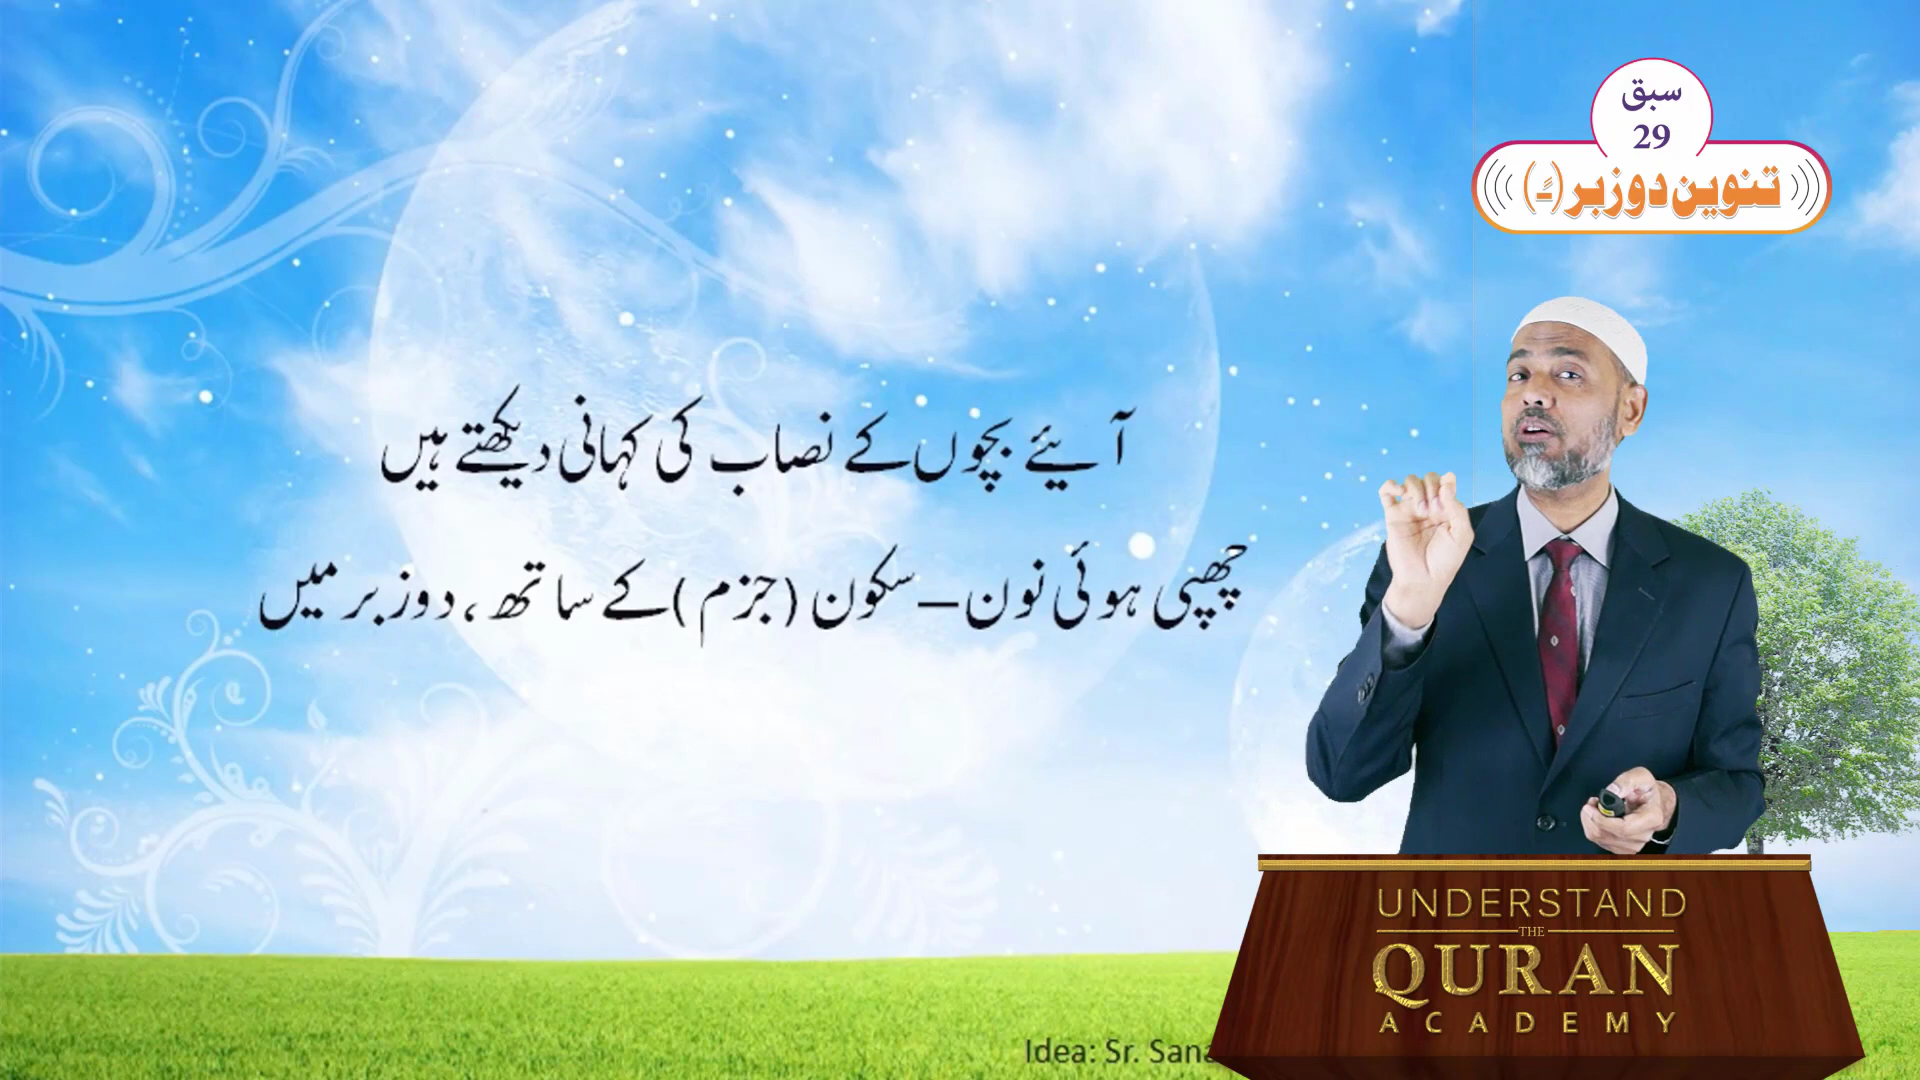 سبق
29
تنوین دو زبر (ـً)
آیئے بچوں کے نصاب کی کہانی دیکھتے ہیں
چھپی ہوئی نون – سکون (جزم) کے ساتھ، دو زبر میں
UNDERSTAND
THE
QURAN
ACADEMY
Idea: Sr. Sana